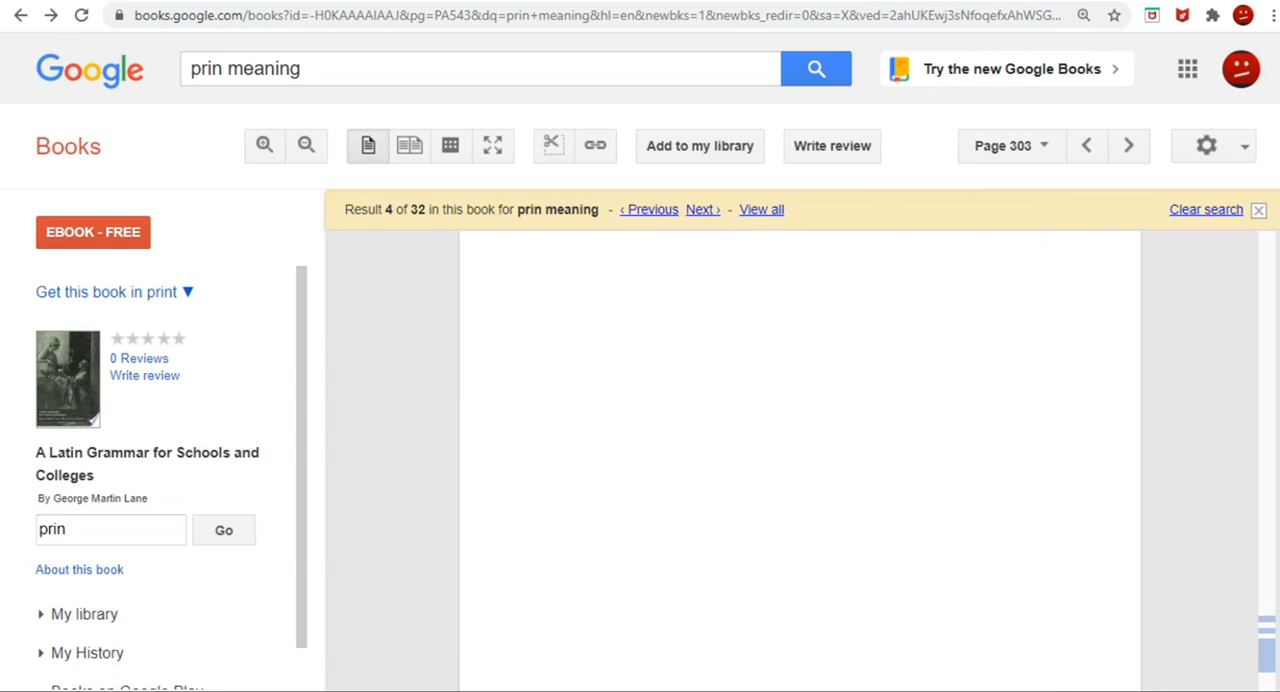 books.google.com/books?id=-H0KAAAAIAAJ&pg=PA543&dq=prin+meaning&hl=en&newbks=1&newbks_redir=0&sa=X&ved=2ahUKEwj3sNfoqefxAhWSG...
Google
prin meaning
Try the new Google Books
Books
Add to my library
Write review
Page 303
Result 4 of 32 in this book for prin meaning - ‹ Previous Next › - View all
Clear search
EBOOK - FREE
Get this book in print ▼
0 Reviews
Write review
A Latin Grammar for Schools and
Colleges
By George Martin Lane
prin
Go
About this book
My library
My History
Books on Google Play